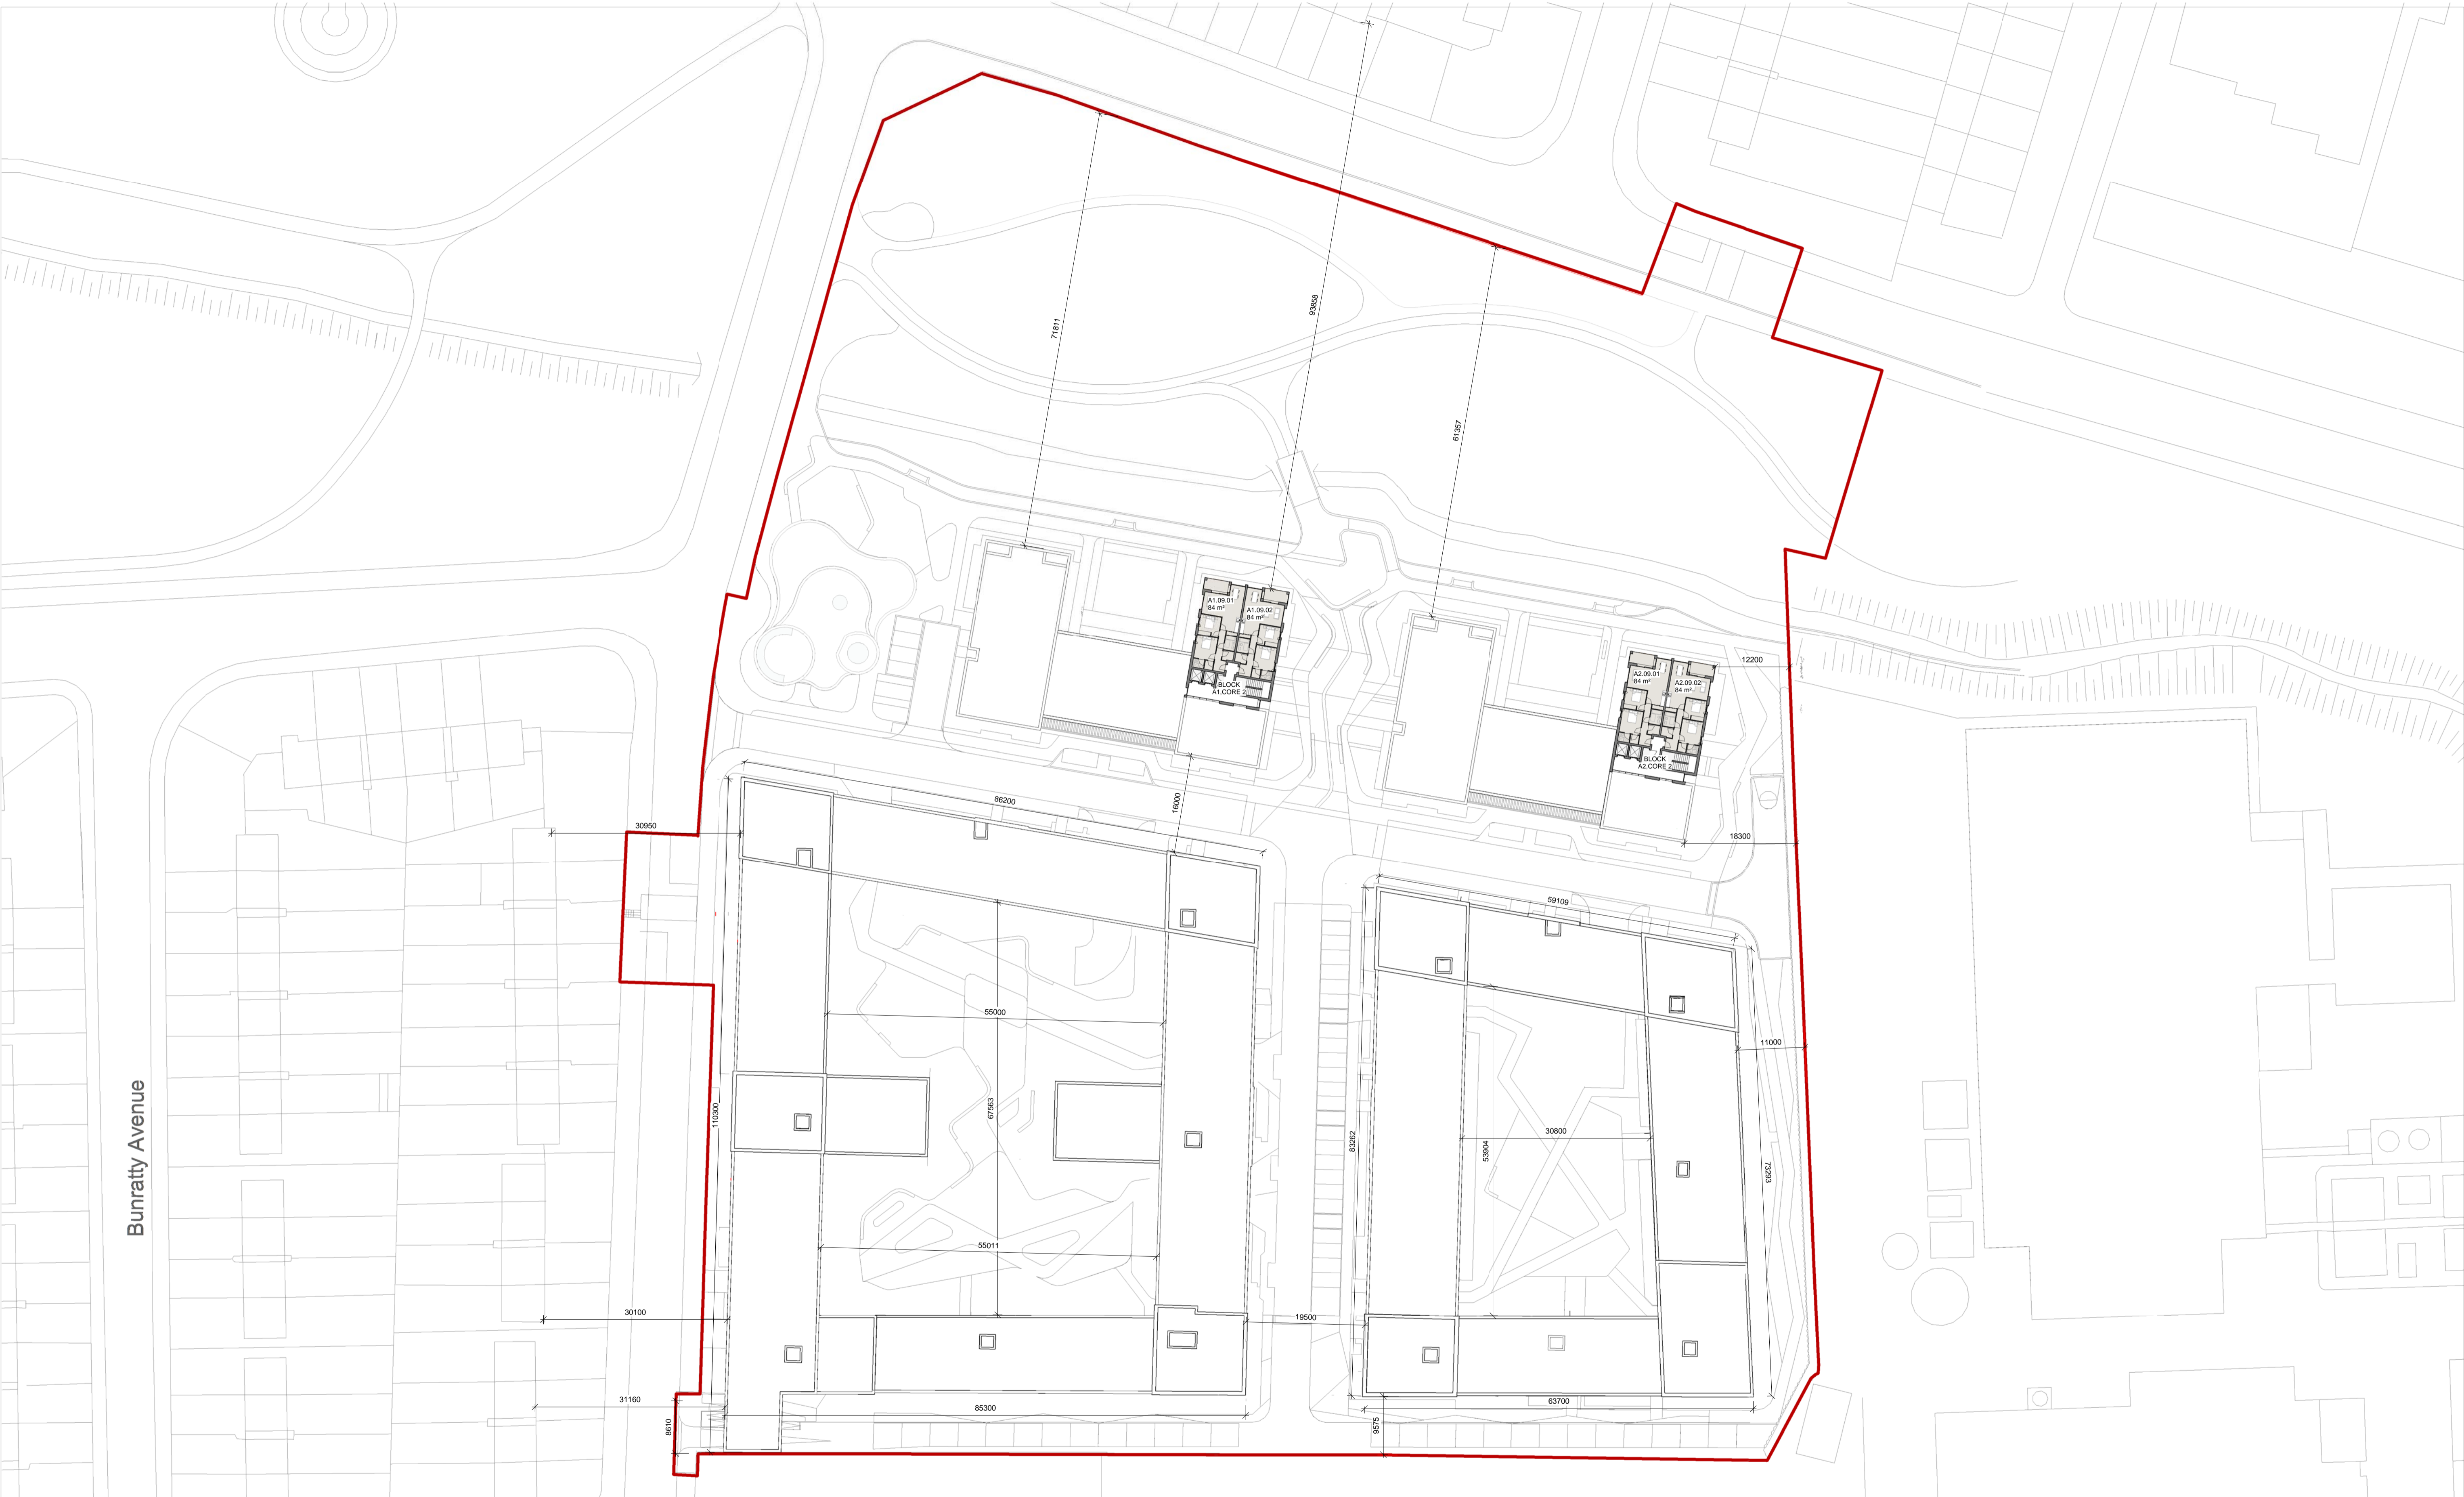 93858
71811
61357
A1.09.01
84 m²
A1.09.02
84 m²
BLOCK
A1,CORE 2
A2.09.01
84 m²
A2.09.02
84 m²
BLOCK
A2,CORE 2
12200
18300
16000
86200
30950
59109
55000
11000
67563
110300
30800
53904
83262
73293
Bunratty Avenue
55011
30100
19500
31160
85300
63700
8610
9575